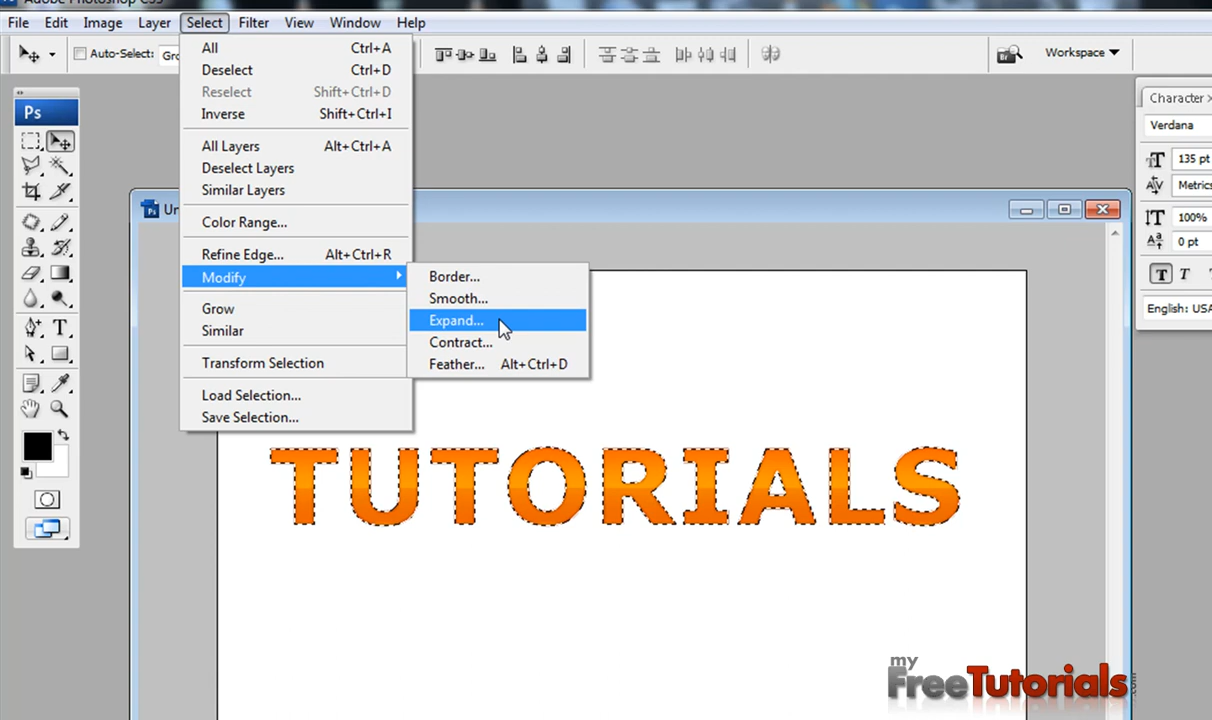 Adobe Photoshop CS3
File Edit Image Layer Select Filter View Window Help
Auto-Select:
Workspace
Ps
All Ctrl+A
Deselect Ctrl+D
Reselect Shift+Ctrl+D
Inverse Shift+Ctrl+I
All Layers Alt+Ctrl+A
Deselect Layers
Similar Layers
Color Range...
Refine Edge... Alt+Ctrl+R
Modify
Grow
Similar
Transform Selection
Load Selection...
Save Selection...
Border...
Smooth...
Expand...
Contract...
Feather... Alt+Ctrl+D
Character
Verdana
135 pt
Metrics
100%
0 pt
T T
English: USA
TUTORIALS
my
FreeTutorials.com